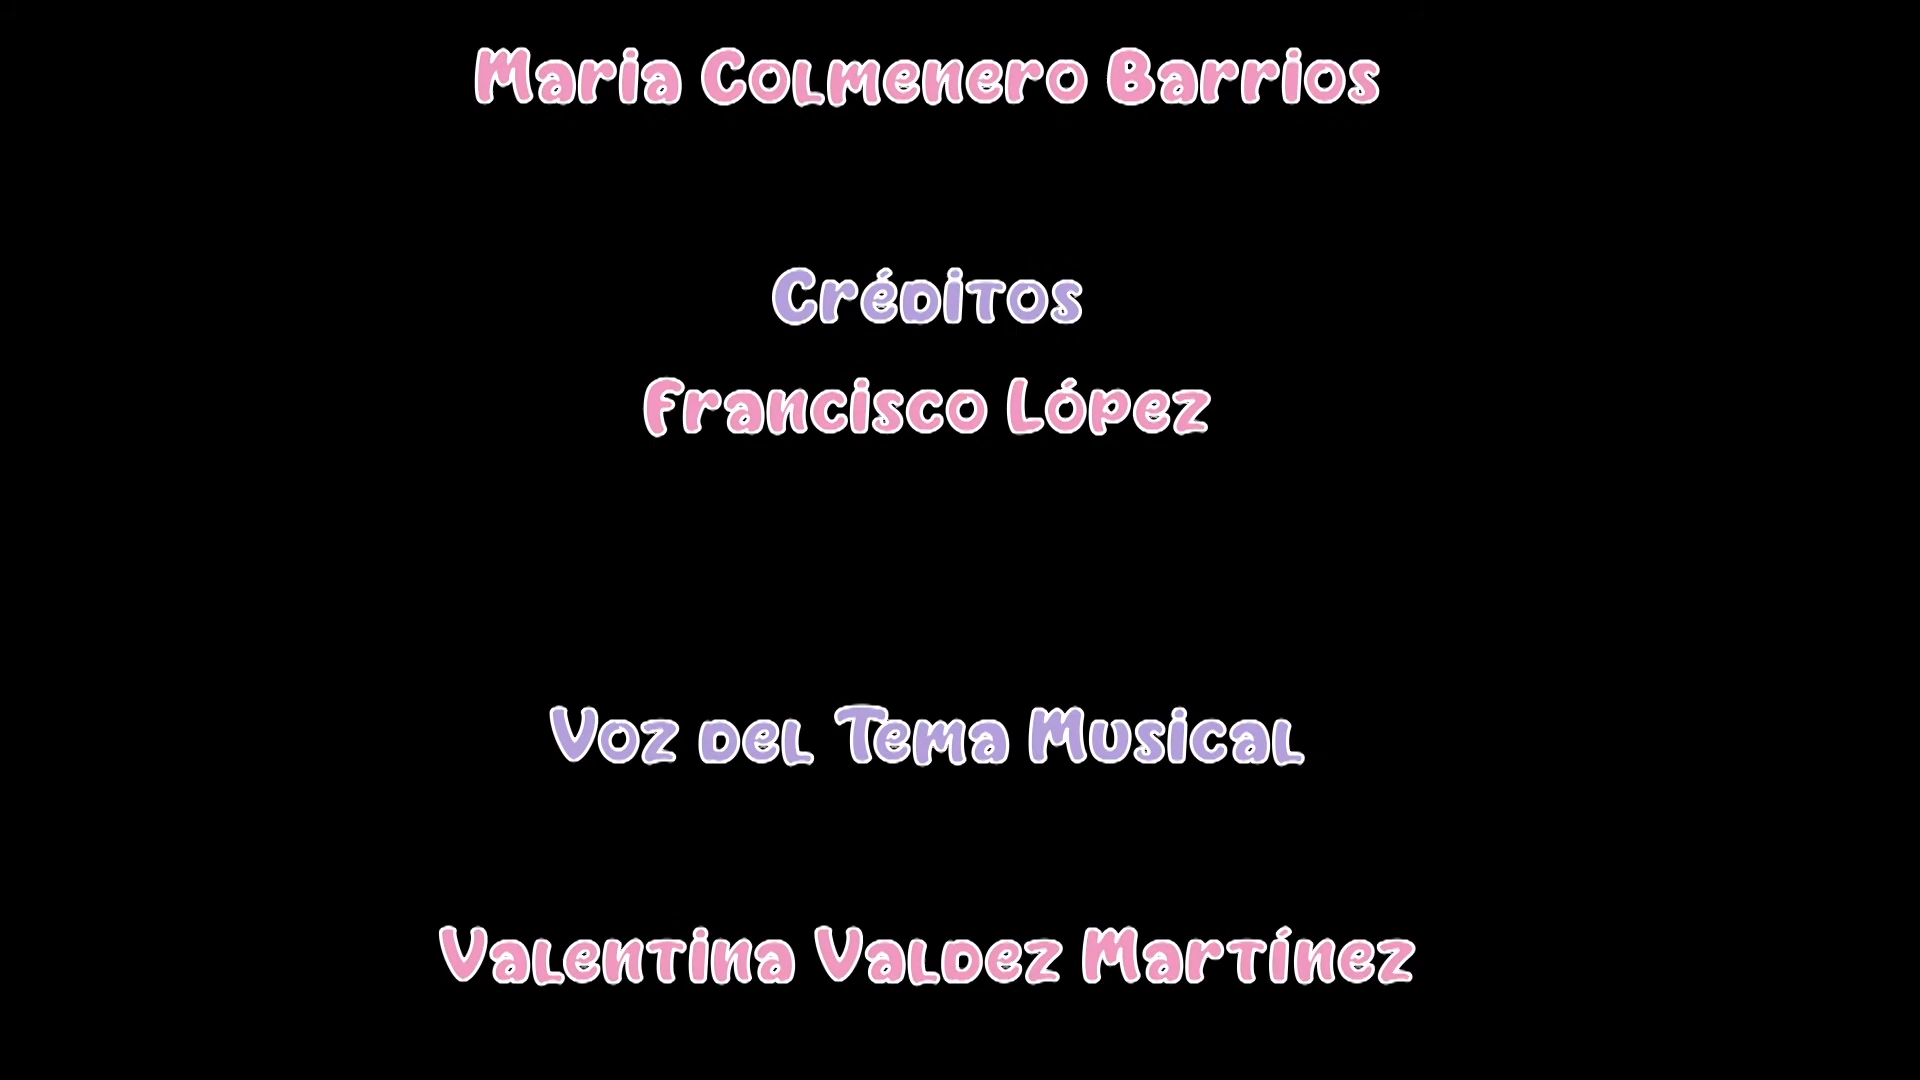 Maria Colmenero Barrios
Créditos
Francisco López
Voz del Tema Musical
Valentina Valdez Martínez